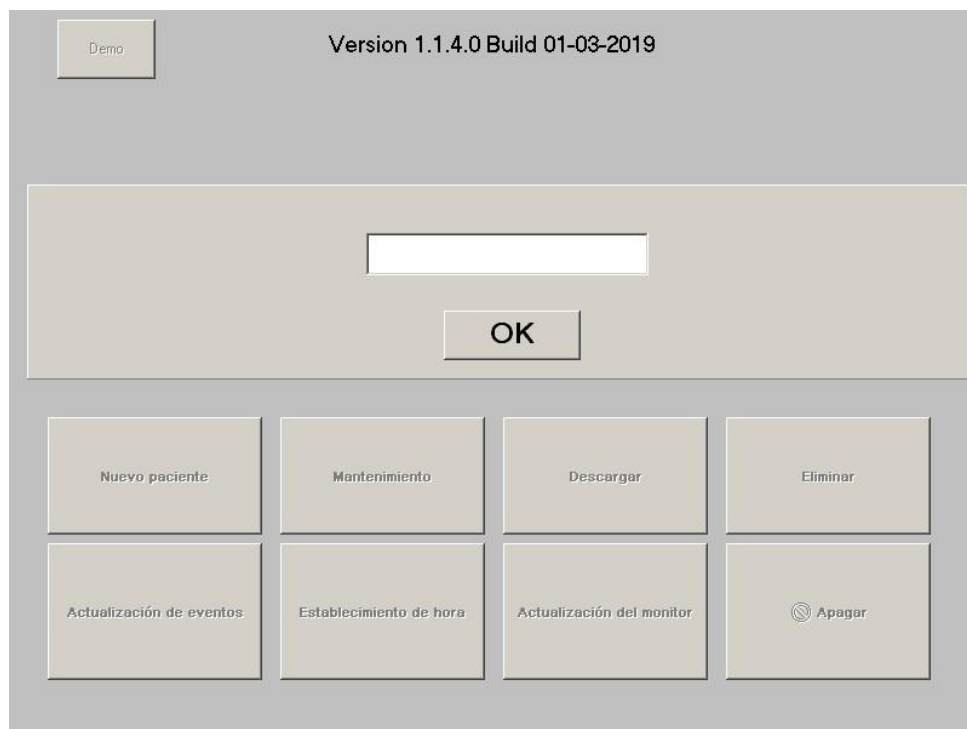 Demo
Version 1.1.4.0 Build 01-03-2019
OK
Nuevo paciente
Mantenimiento
Descargar
Eliminar
Actualización de eventos
Establecimiento de hora
Actualización del monitor
Apagar